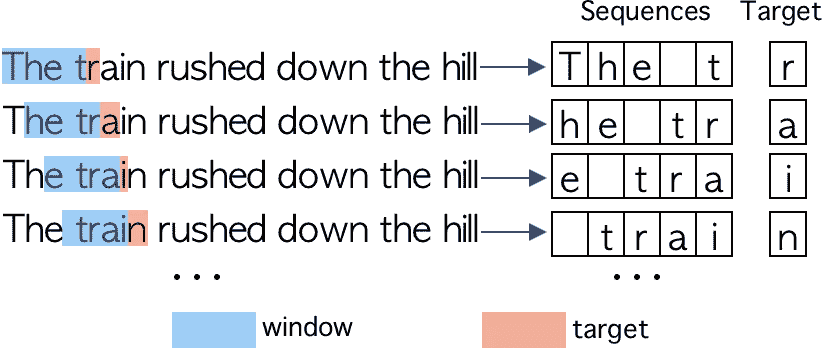 Sequences Target
The train rushed down the hill T h e t r
The train rushed down the hill h e t r a
The train rushed down the hill e t r a i
The train rushed down the hill t r a i n
... ...
window target